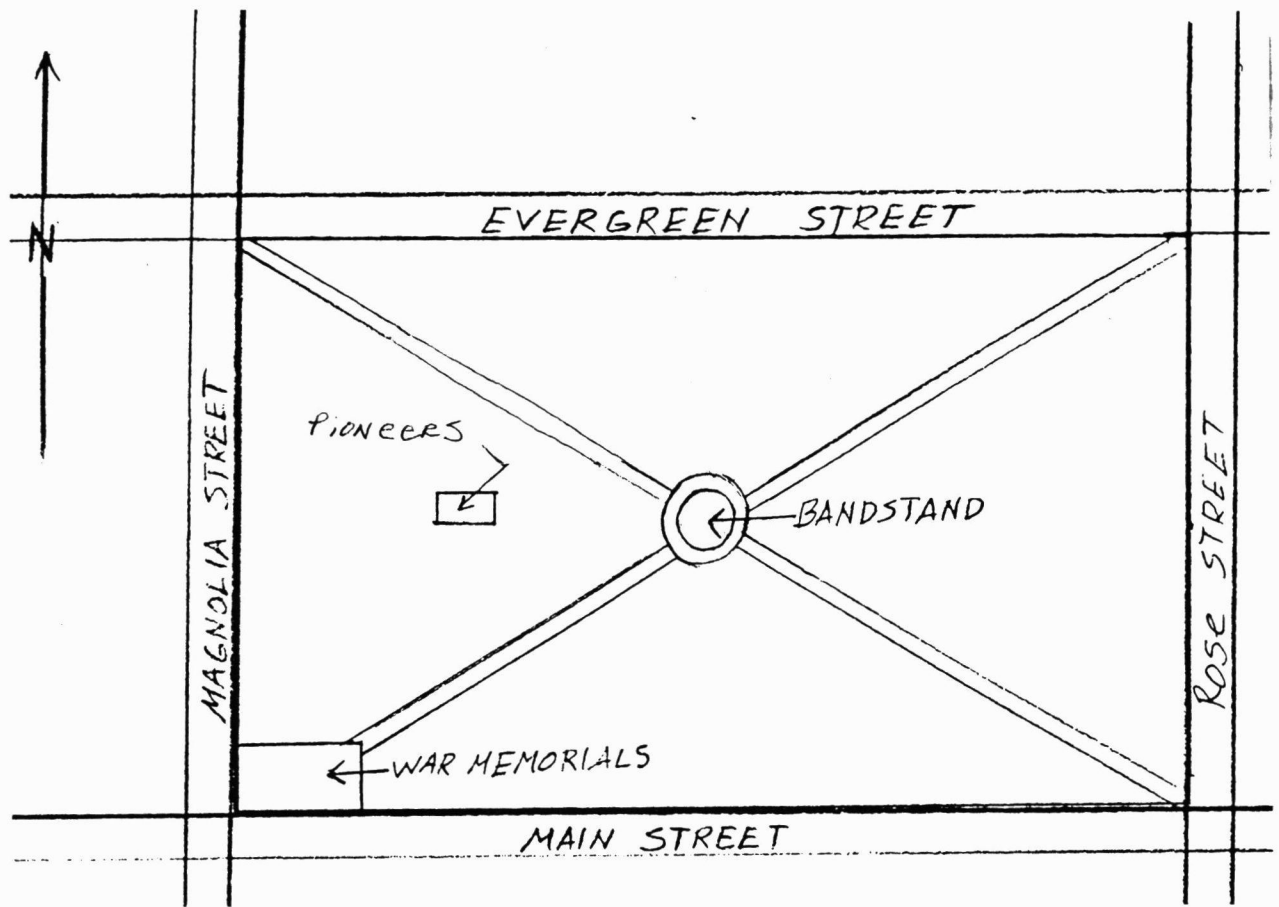 N
EVERGREEN STREET
PiONEERS
MAGNOLIA STREET
BANDSTAND
ROSE STREET
WAR MEMORIALS
MAIN STREET